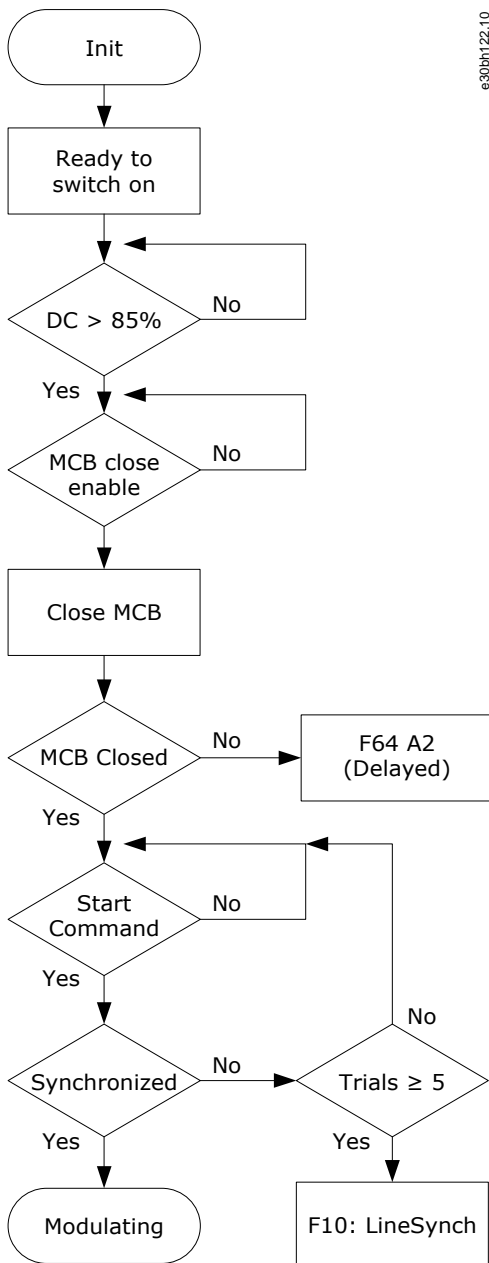 Init
e30bh122.10
Ready to
switch on
DC > 85%
No
Yes
MCB close
enable
No
Close MCB
MCB Closed
No
F64 A2
(Delayed)
Yes
Start
Command
No
Yes
No
Synchronized
No
Trials ≥ 5
Yes
Yes
Modulating
F10: LineSynch